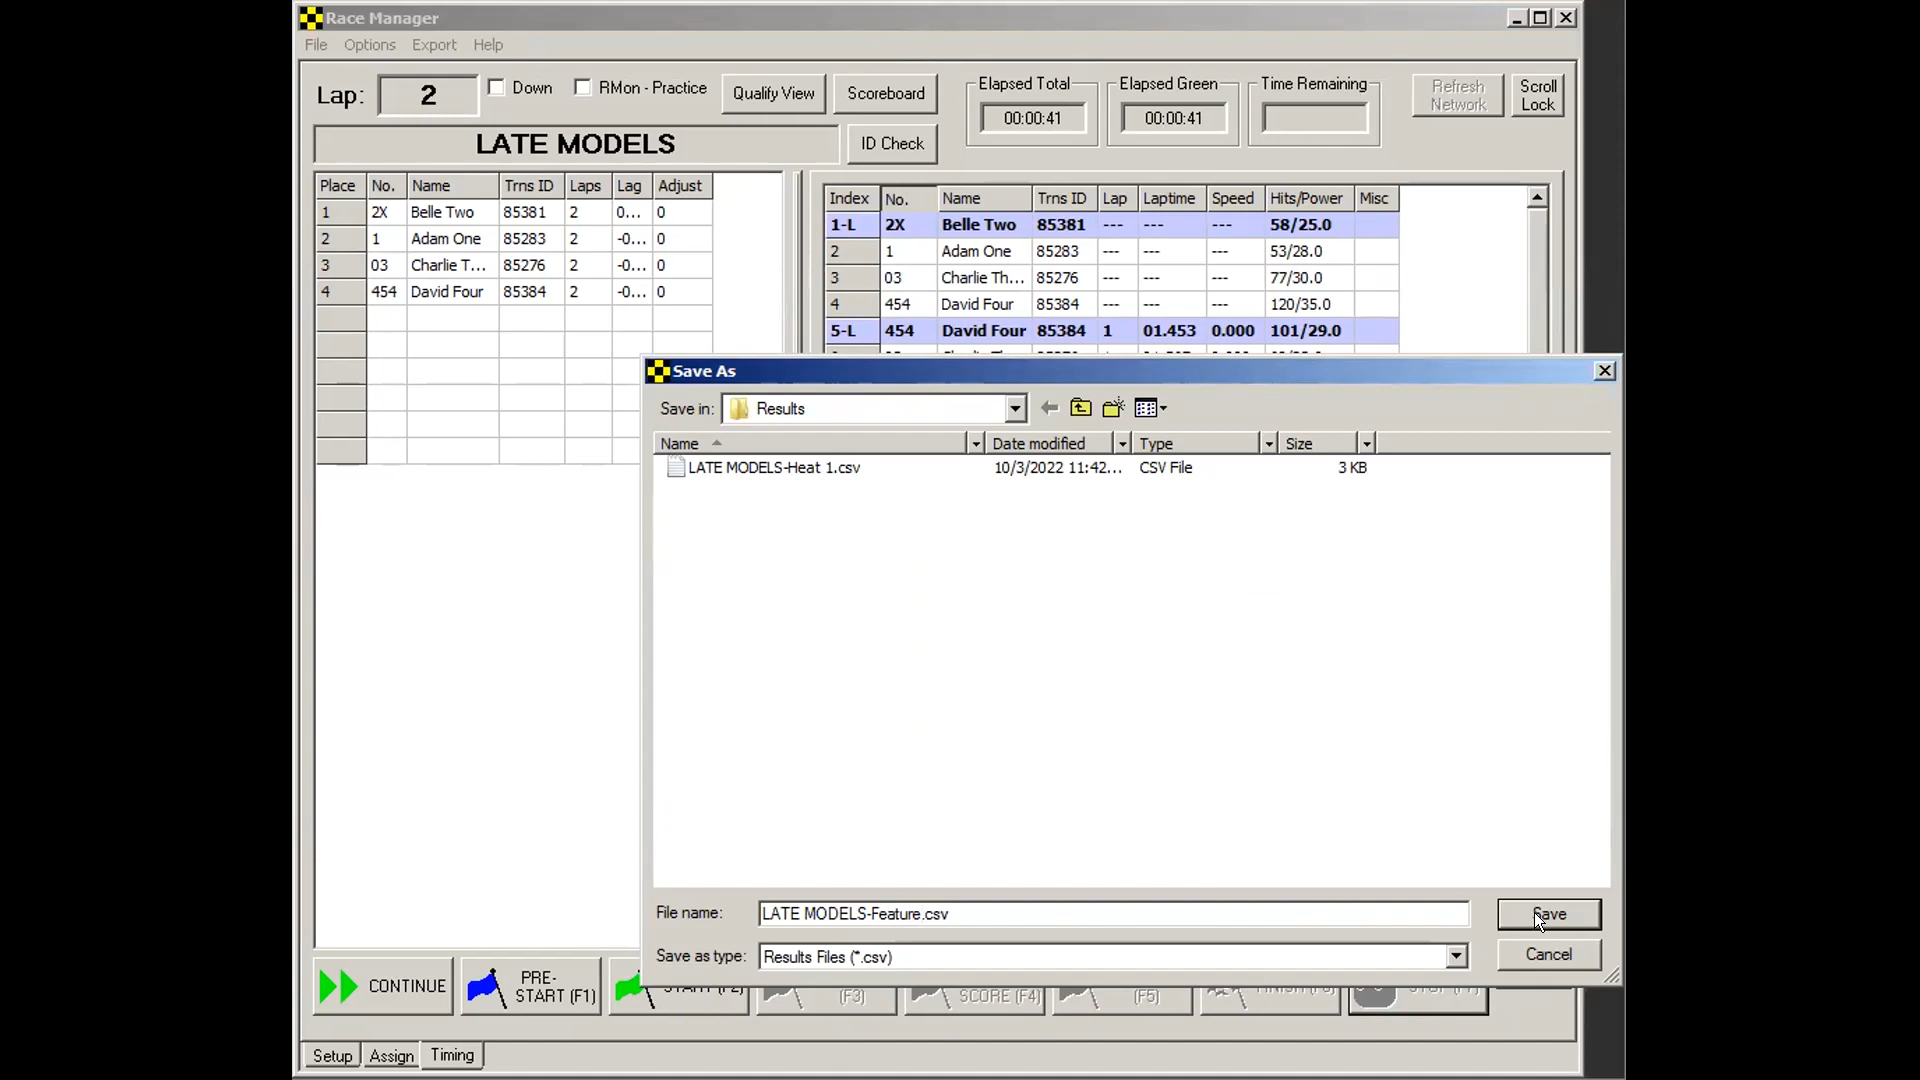 Race Manager
File Options Export Help
Lap: 2 Down RMon - Practice Qualify View Scoreboard Elapsed Total 00:00:41 Elapsed Green 00:00:41 Time Remaining Refresh Network Scroll Lock
LATE MODELS ID Check
Place No. Name Trns ID Laps Lag Adjust
1 2X Belle Two 85381 2 0... 0
2 1 Adam One 85283 2 -0... 0
3 03 Charlie T... 85276 2 -0... 0
4 454 David Four 85384 2 -0... 0
Index No. Name Trns ID Lap Laptime Speed Hits/Power Misc
1-L 2X Belle Two 85381 --- --- --- 58/25.0
2 1 Adam One 85283 --- --- --- 53/28.0
3 03 Charlie Th... 85276 --- --- --- 77/30.0
4 454 David Four 85384 --- --- --- 120/35.0
5-L 454 David Four 85384 1 01.453 0.000 101/29.0
Save As
Save in: Results
Name Date modified Type Size
LATE MODELS-Heat 1.csv 10/3/2022 11:42... CSV File 3 KB
File name: LATE MODELS-Feature.csv Save
Save as type: Results Files (*.csv) Cancel
CONTINUE PRE-START (F1) START (F2) (F3) SCORE (F4) (F5)
Setup Assign Timing